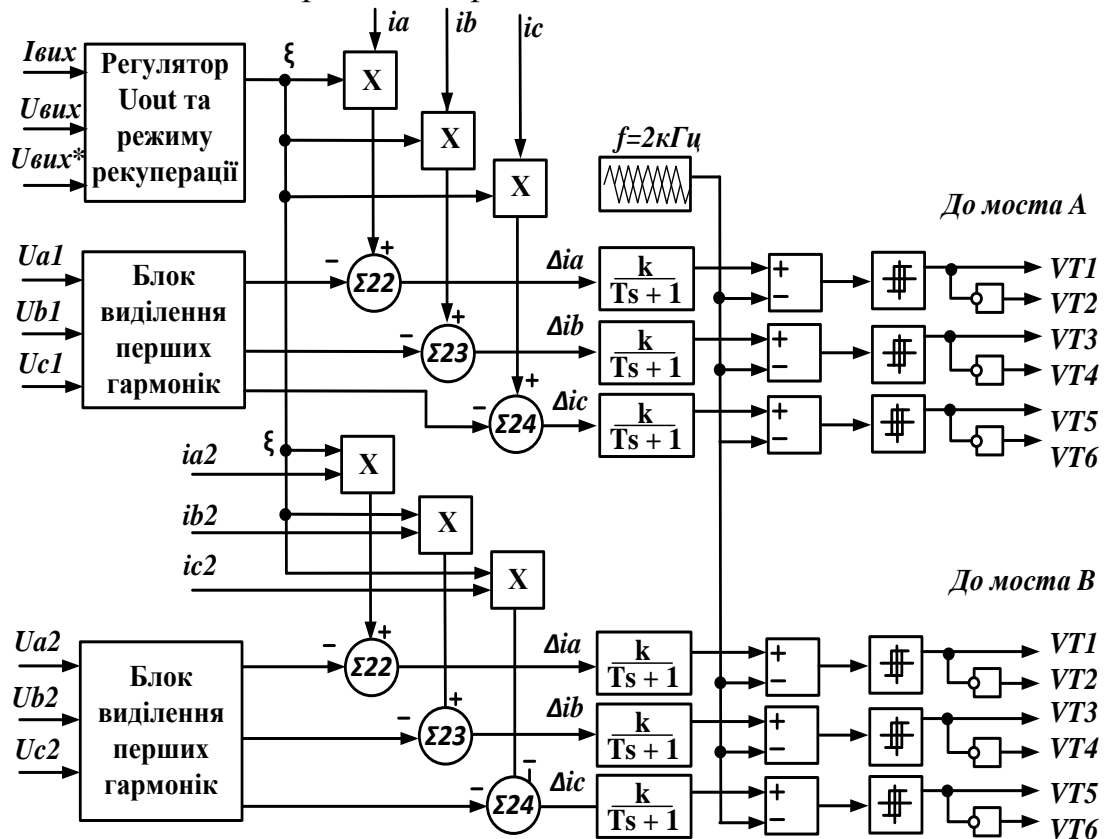 ia
ib
ic
Iвих
Uвих
Uвих*
Регулятор
Uout та
режиму
рекуперації
ξ
X
X
X
f=2кГц
До моста А
Ua1
Ub1
Uc1
Блок
виділення
перших
гармонік
−
+
Σ22
Δia
k
Ts + 1
+
−
VT1
VT2
−
+
Σ23
Δib
k
Ts + 1
+
−
VT3
VT4
−
+
Σ24
Δic
k
Ts + 1
+
−
VT5
VT6
ξ
ia2
X
ib2
X
ic2
X
До моста В
Ua2
Ub2
Uc2
Блок
виділення
перших
гармонік
−
+
Σ22
Δia
k
Ts + 1
+
−
VT1
VT2
−
+
Σ23
Δib
k
Ts + 1
+
−
VT3
VT4
−
−
Σ24
Δic
k
Ts + 1
+
−
VT5
VT6